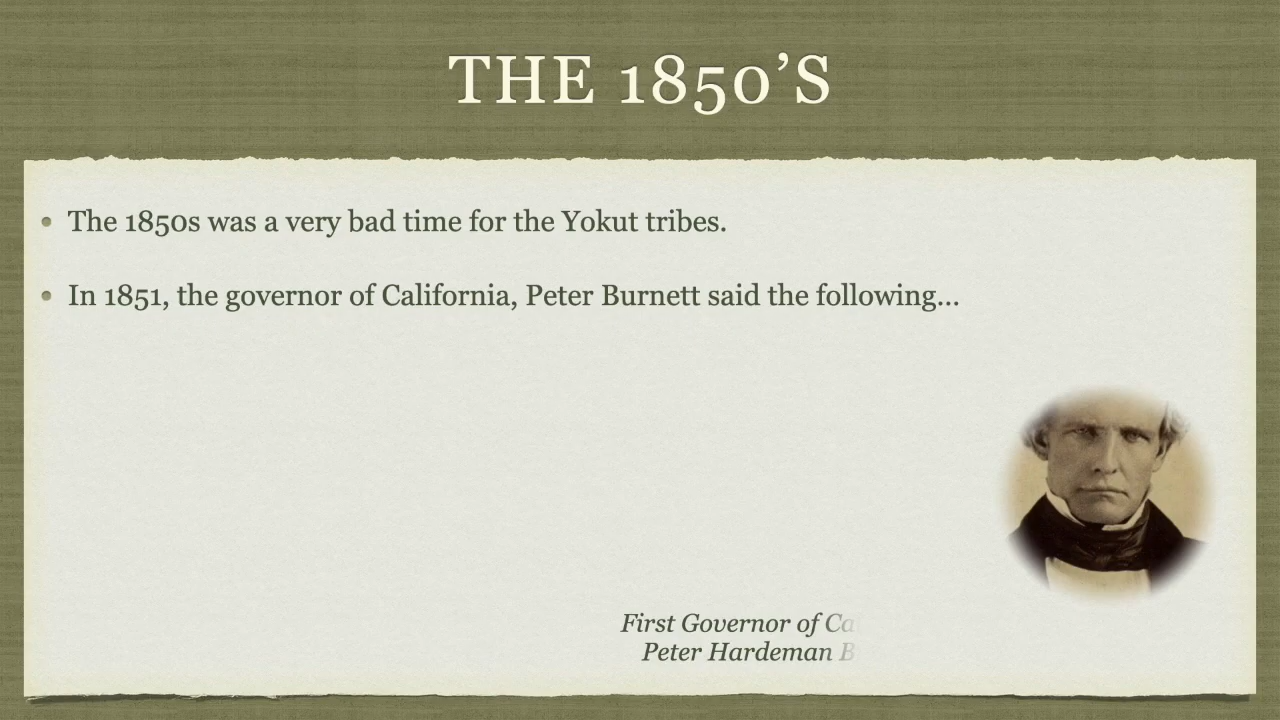 THE 1850’S
• The 1850s was a very bad time for the Yokut tribes.
• In 1851, the governor of California, Peter Burnett said the following…
First Governor of
Peter Hardeman